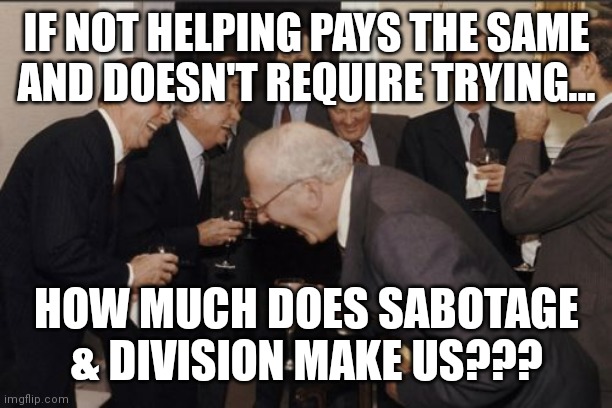 IF NOT HELPING PAYS THE SAME
AND DOESN'T REQUIRE TRYING...
HOW MUCH DOES SABOTAGE
& DIVISION MAKE US???
imgflip.com